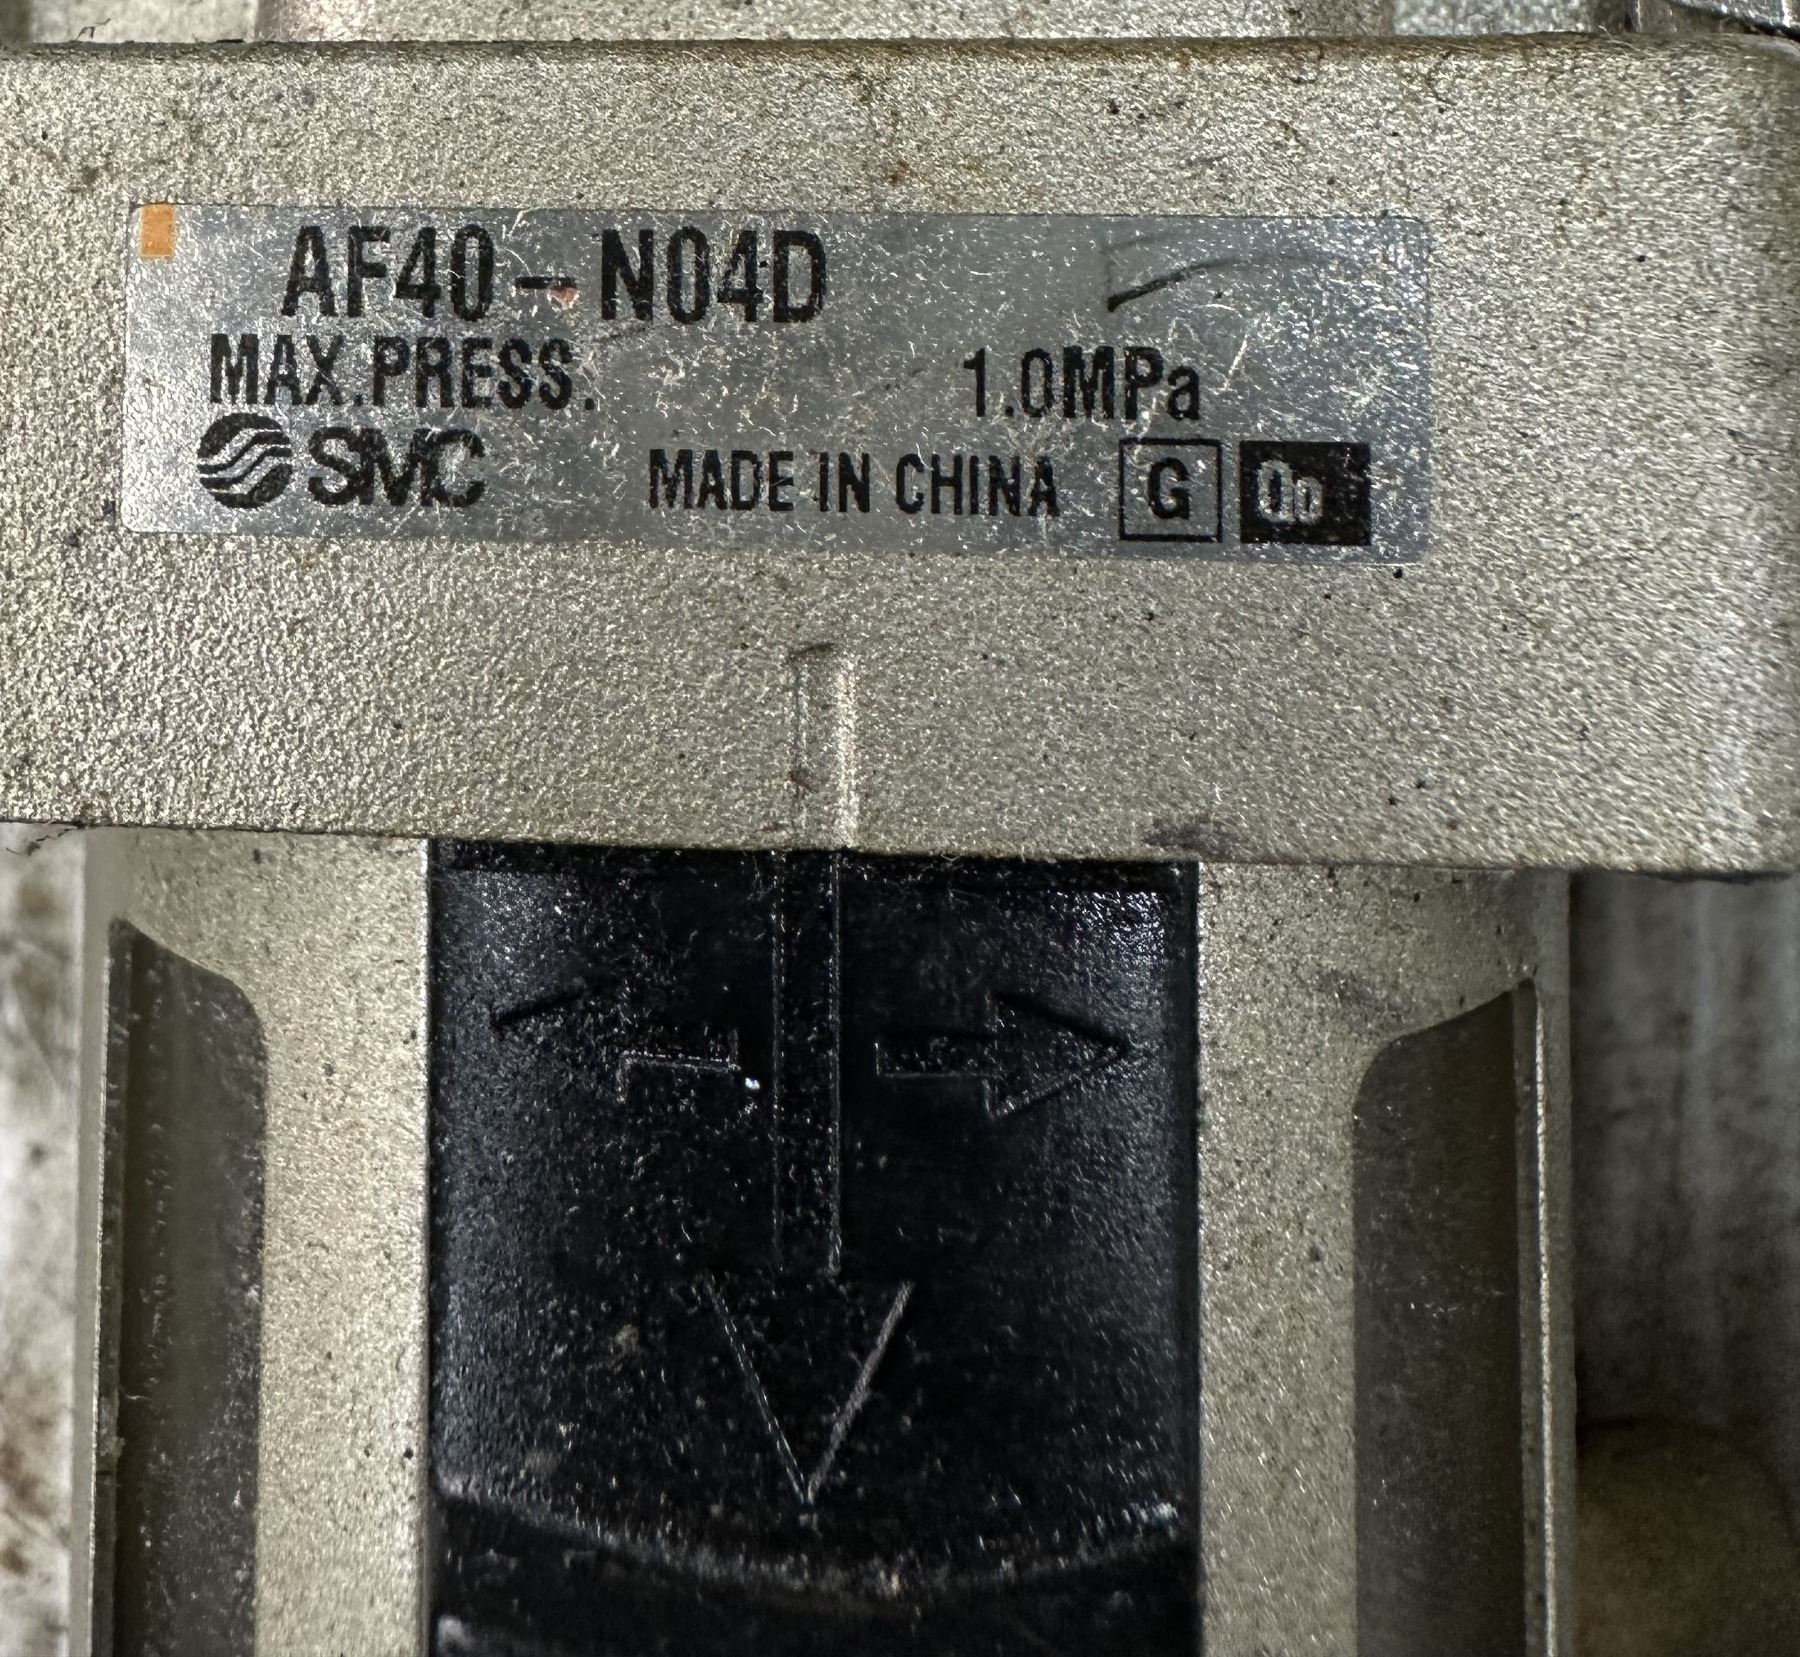 AF40-N04D
MAX.PRESS. 1.0MPa
SMC MADE IN CHINA G